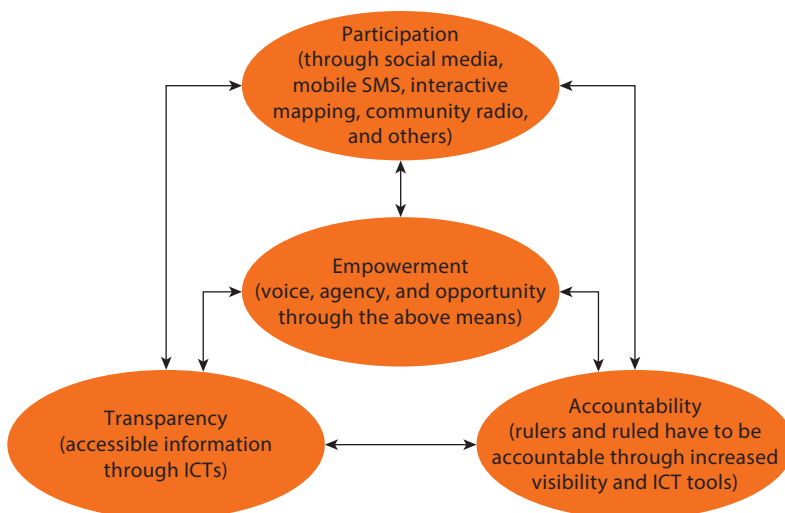 Participation
(through social media,
mobile SMS, interactive
mapping, community radio,
and others)
Empowerment
(voice, agency, and opportunity
through the above means)
Transparency
(accessible information
through ICTs)
Accountability
(rulers and ruled have to be
accountable through increased
visibility and ICT tools)